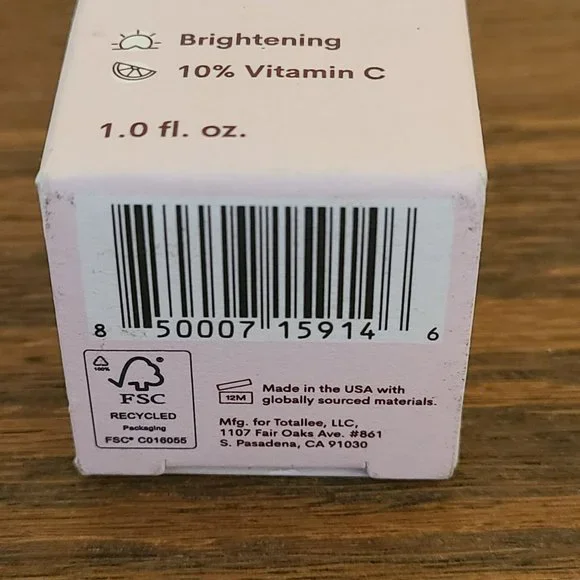 Brightening
10% Vitamin C
1.0 fl. oz.
8 50007 15914 6
100%
FSC
RECYCLED
Packaging
FSC® C016055
12M
Made in the USA with
globally sourced materials.
Mfg. for Totallee, LLC,
1107 Fair Oaks Ave. #861
S. Pasadena, CA 91030